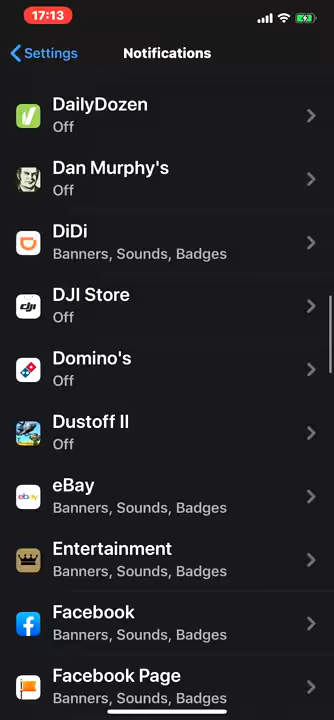 17:13
Settings
Notifications
DailyDozen
Off
Dan Murphy's
Off
DiDi
Banners, Sounds, Badges
dji
DJI Store
Off
Domino's
Off
Dustoff II
Off
ebay
eBay
Banners, Sounds, Badges
Entertainment
Banners, Sounds, Badges
Facebook
Banners, Sounds, Badges
Facebook Page
Banners, Sounds, Badges